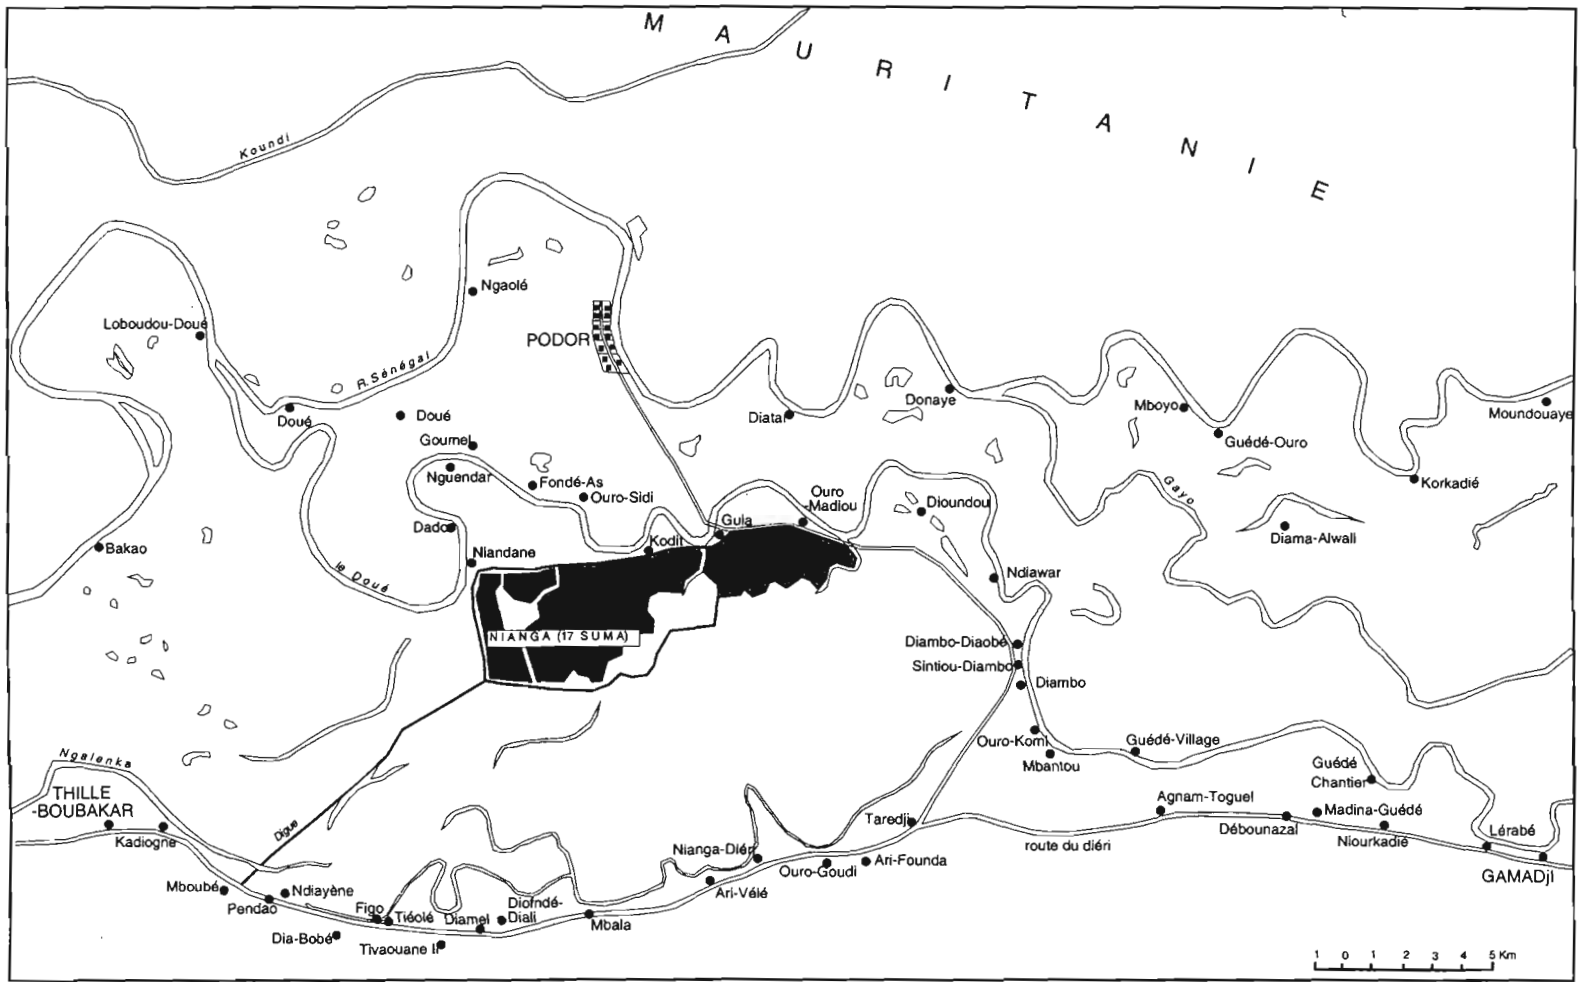 MAURITANIE
Koundi
Ngaolé
Loboudou-Doué
PODOR
R. Sénégal
Doué
Doué
Diatar
Donaye
Mboyo
Moundouaye
Goumel
Guédé-Ouro
Nguendar
Fondé-As
Ouro-Sidi
Gayo
Korkadié
Ouro
-Madiou
Dioundou
Dado
Gula
Diama-Alwali
Bakao
Niandane
Kodit
le Doué
Ndiawar
NIANGA (17 SUMA)
Diambo-Diaobé
Sintiou-Diambo
Diambo
Ouro-Komi
Guédé-Village
Mbantou
Ngalenka
Guédé
Chantier
THILLE
-BOUBAKAR
Kadiogne
Digue
Taredji
Agnam-Toguel
Madina-Guédé
Débounazal
Niourkadié
Lérabé
route du diéri
Nianga-Diéri
Ouro-Goudi
Ari-Founda
GAMADJI
Mboubé
Ndiayène
Pendao
Ari-Vélé
Figo
Tiéolé
Diamel
Dioïndé-
Diali
Mbala
Dia-Bobé
Tivaouane II
1 0 1 2 3 4 5 Km